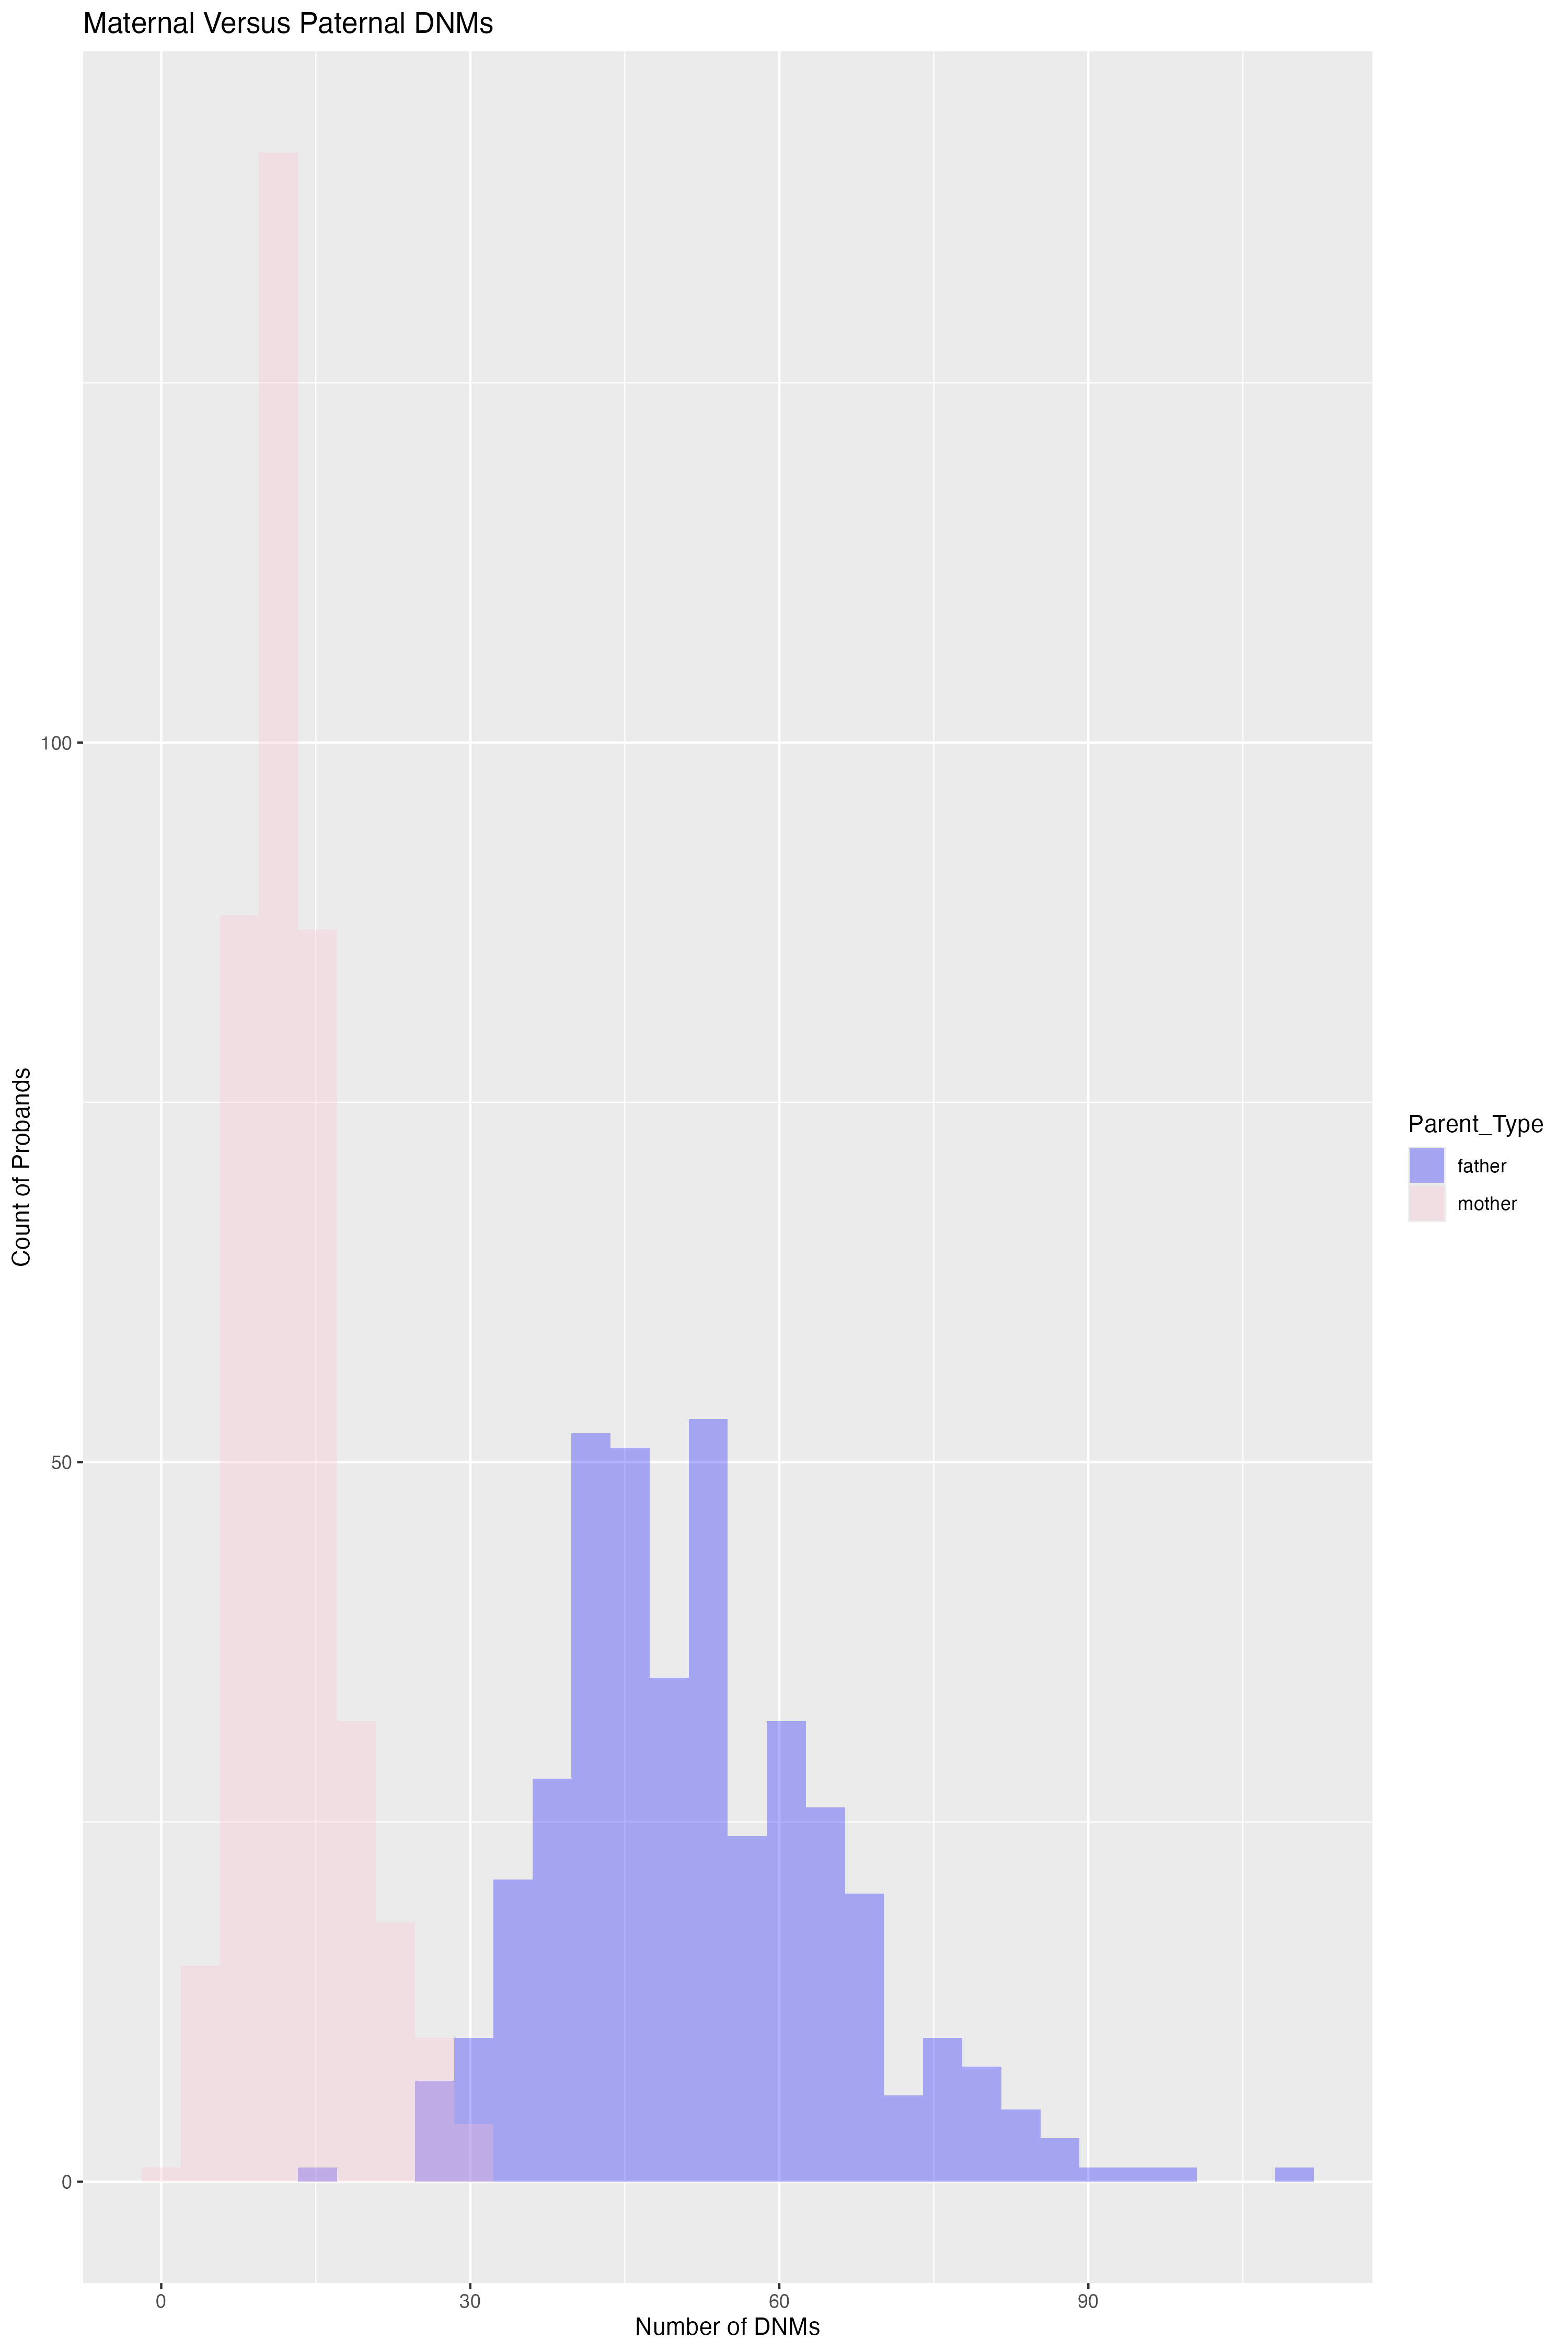 Maternal Versus Paternal DNMs
Count of Probands
100
50
0
0 30 60 90
Number of DNMs
Parent_Type
father
mother